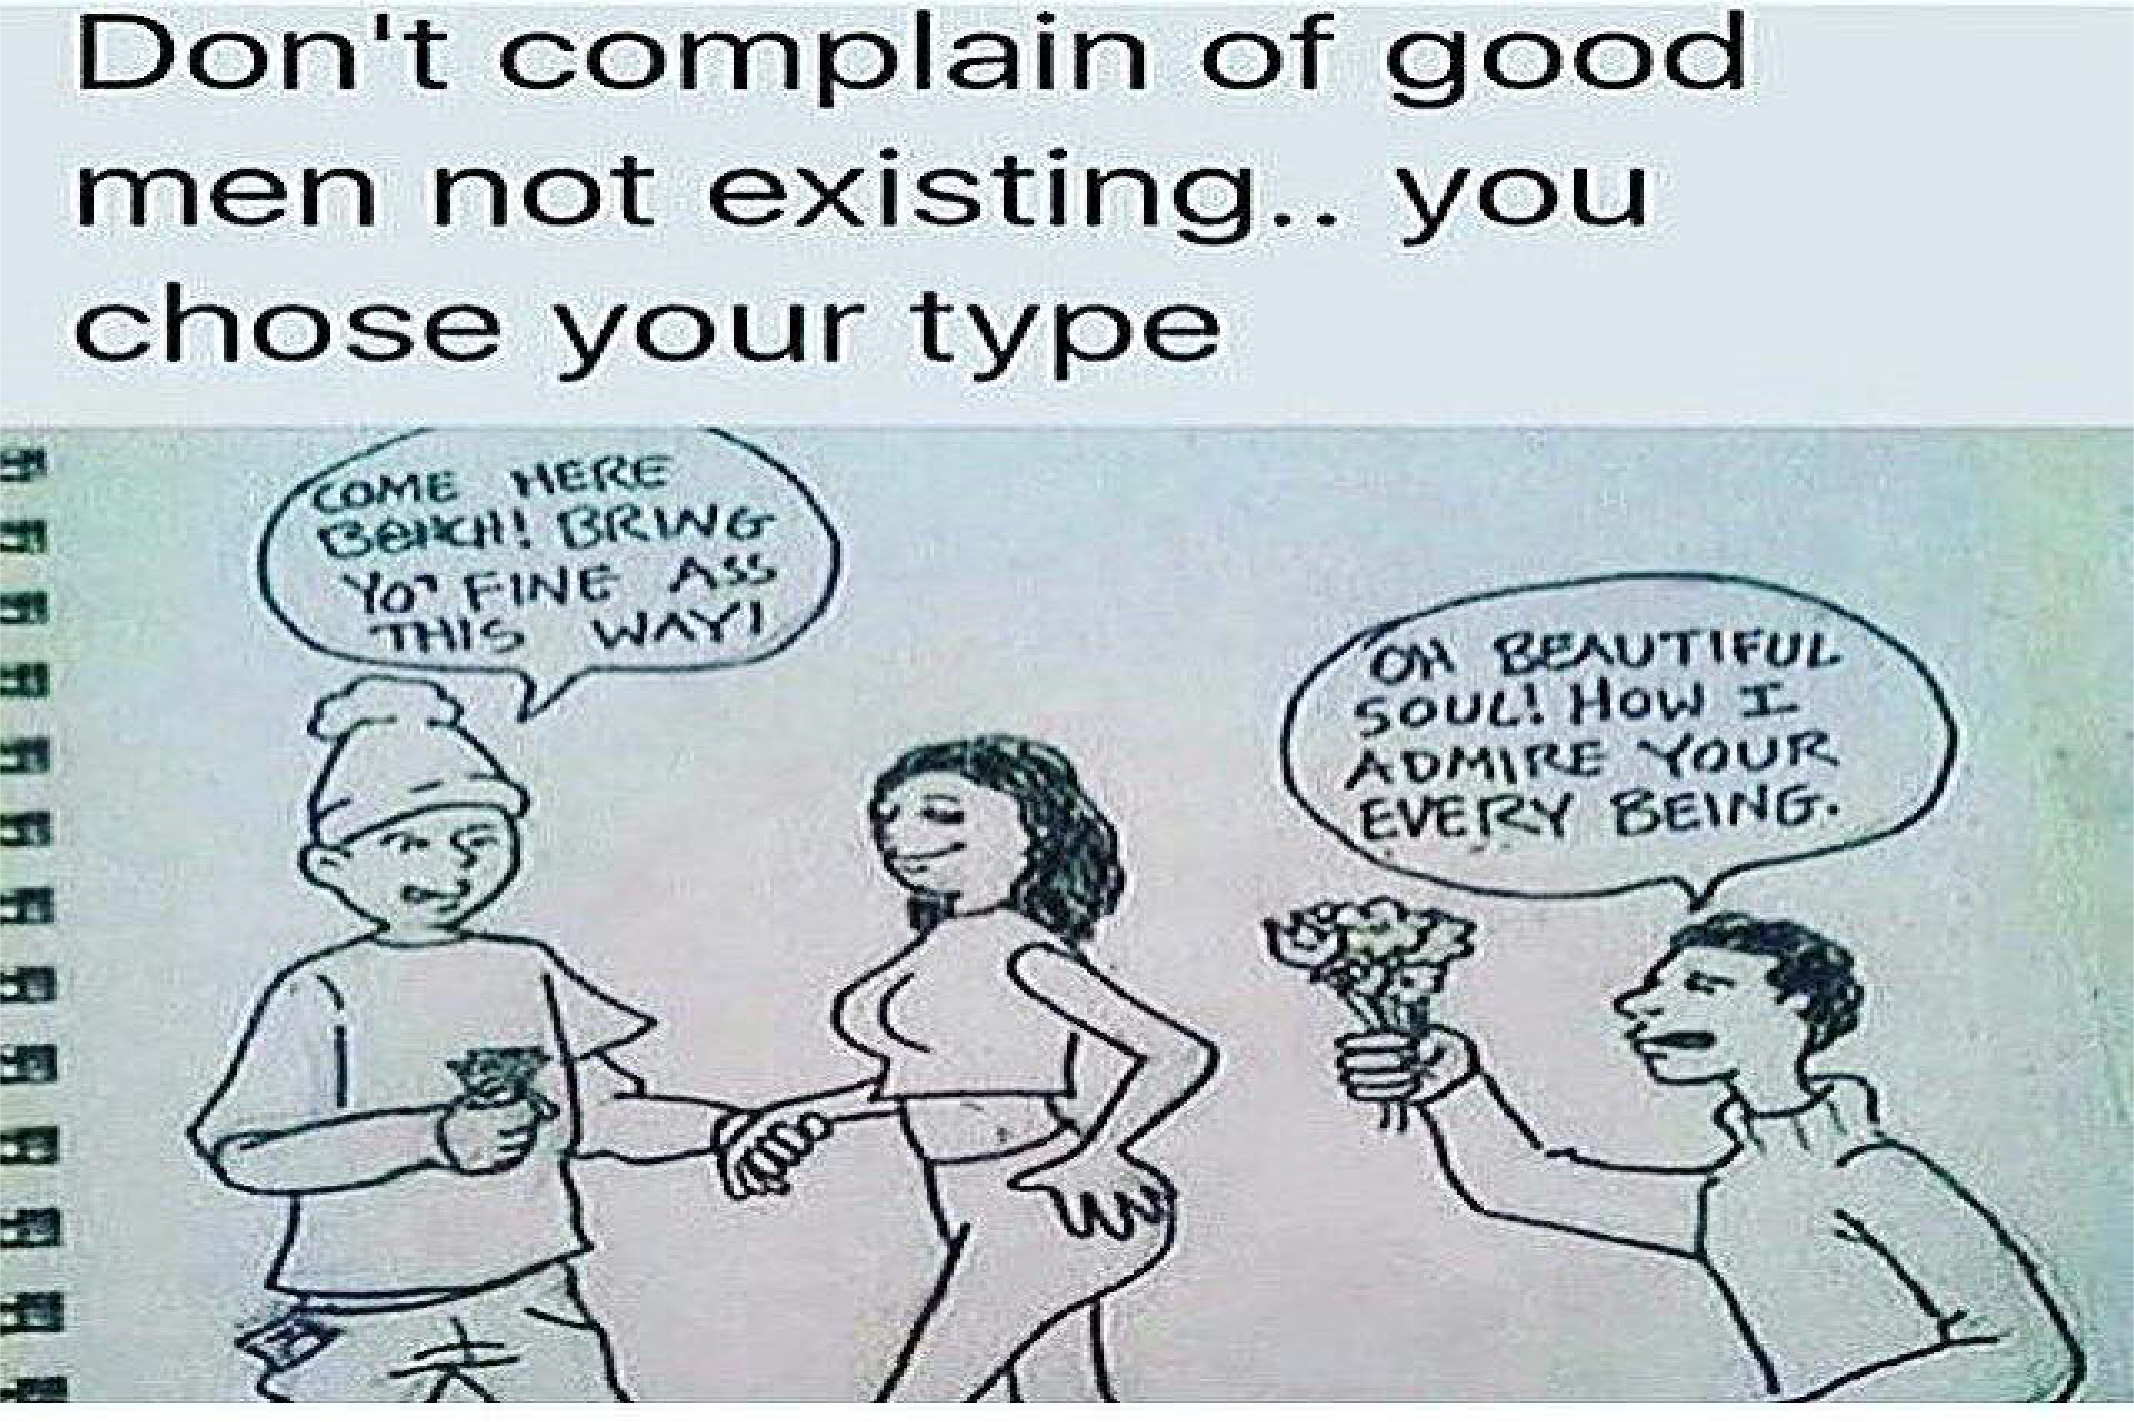 Don't complain of good
men not existing.. you
chose your type
COME HERE
BRING
YO' FINE ASS
THIS WAY!
OH BEAUTIFUL
SOUL! HOW I
ADMIRE YOUR
EVERY BEING.